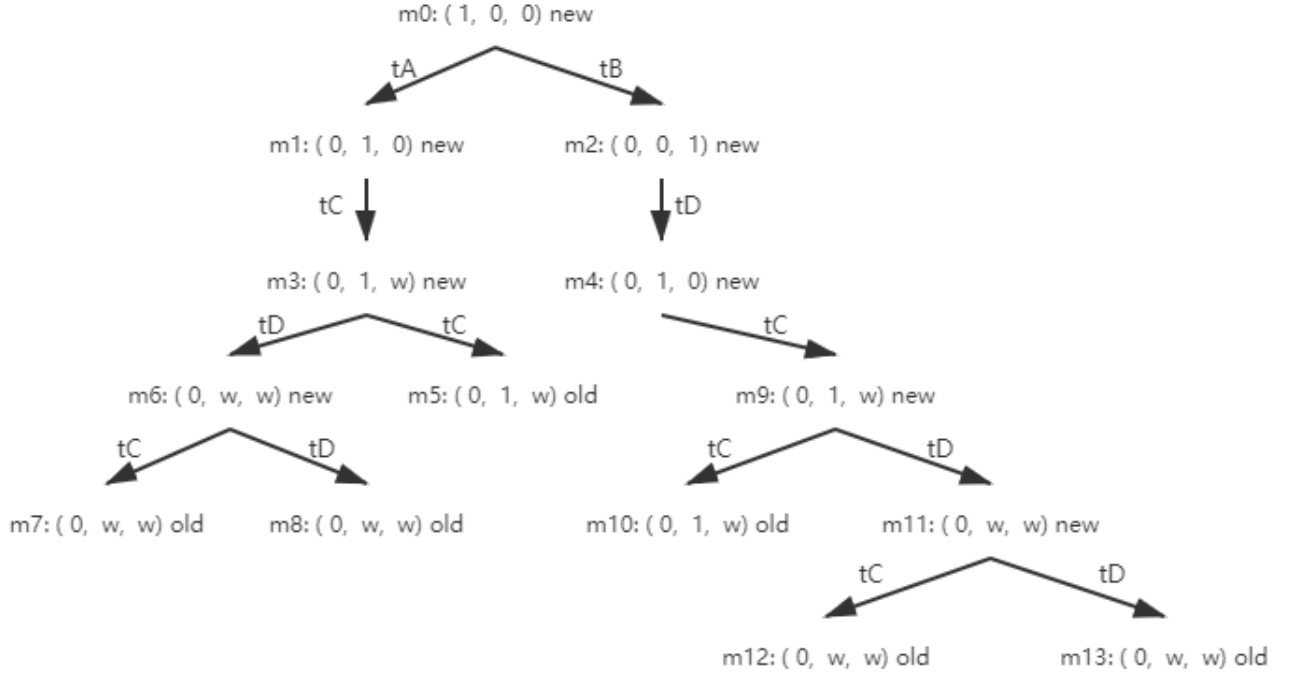 m0: ( 1, 0, 0) new
tA tB
m1: ( 0, 1, 0) new m2: ( 0, 0, 1) new
tC tD
m3: ( 0, 1, w) new m4: ( 0, 1, 0) new
tD tC tC
m6: ( 0, w, w) new m5: ( 0, 1, w) old m9: ( 0, 1, w) new
tC tD tC tD
m7: ( 0, w, w) old m8: ( 0, w, w) old m10: ( 0, 1, w) old m11: ( 0, w, w) new
tC tD
m12: ( 0, w, w) old m13: ( 0, w, w) old